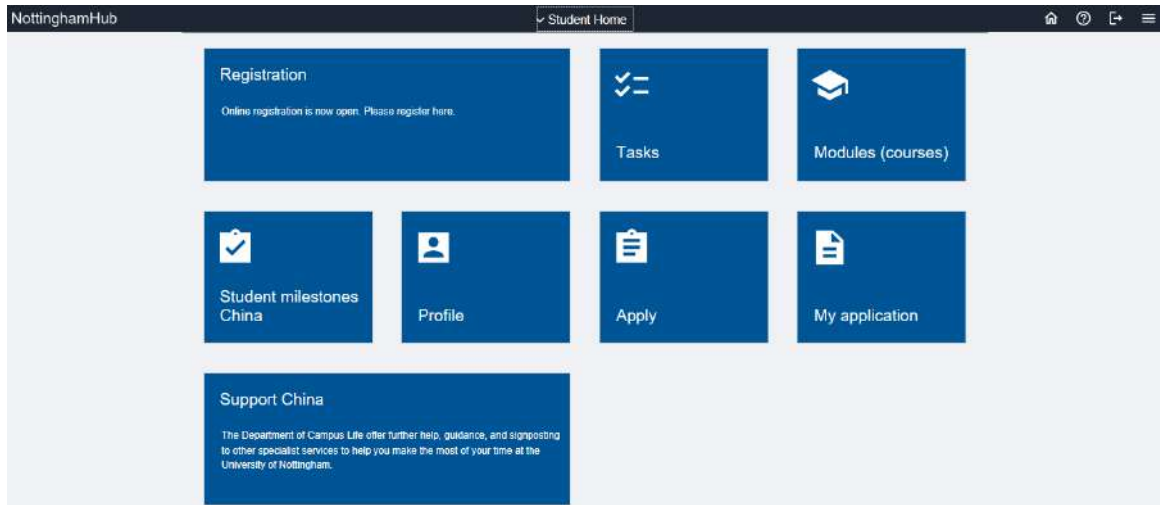 NottinghamHub
Student Home
Registration
Online registration is now open. Please register here.
Tasks
Modules (courses)
Student milestones
China
Profile
Apply
My application
Support China
The Department of Campus Life offer further help, guidance, and signposting
to other specialist services to help you make the most of your time at the
University of Nottingham.